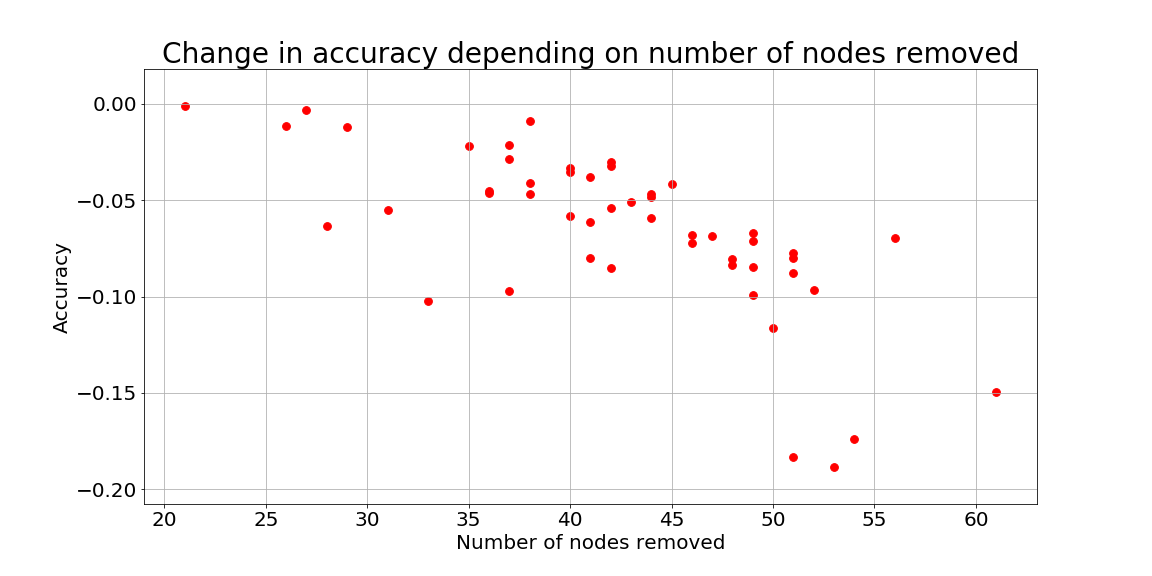 Change in accuracy depending on number of nodes removed
0.00
−0.05
−0.10
−0.15
−0.20
Accuracy
20 25 30 35 40 45 50 55 60
Number of nodes removed